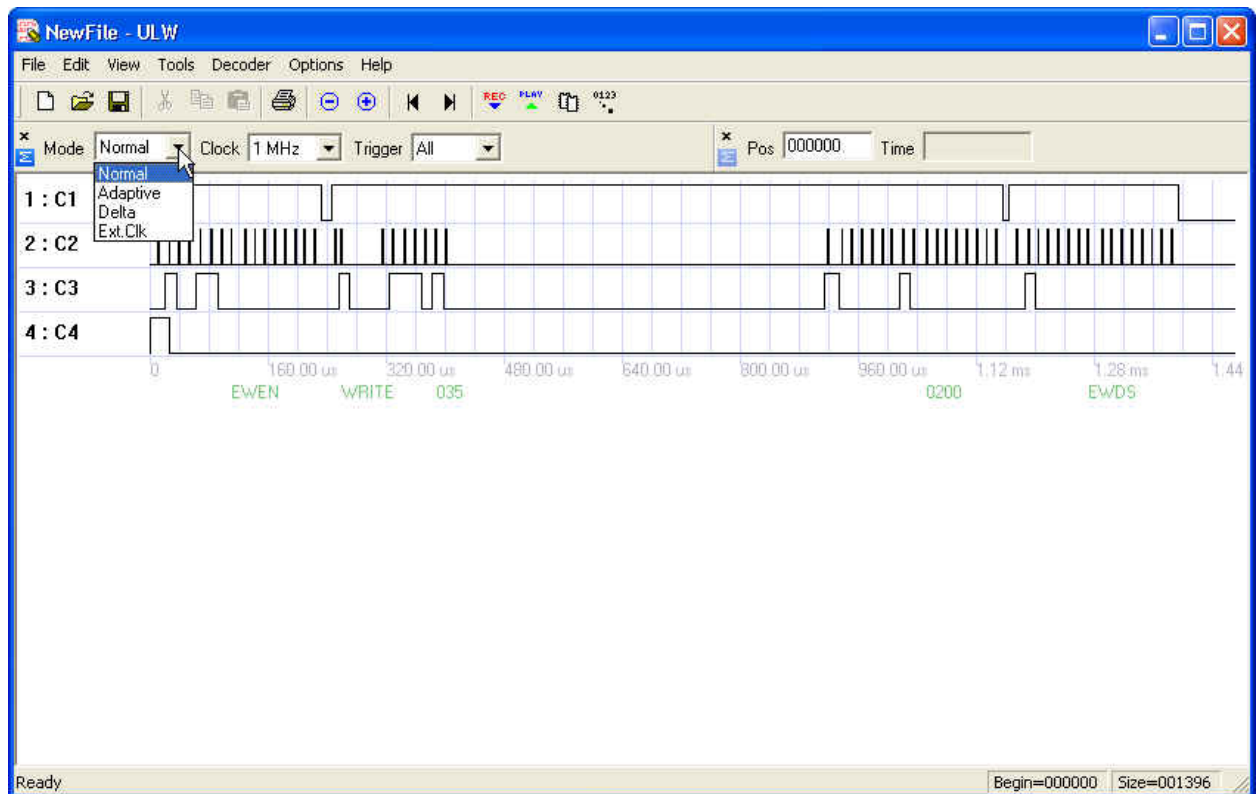 NewFile - ULW
File Edit View Tools Decoder Options Help
REC PLAY 0123
Mode Normal Clock 1 MHz Trigger All Pos 000000 Time
Normal
Adaptive
Delta
Ext.Clk
1 : C1
2 : C2
3 : C3
4 : C4
0 160.00 us 320.00 us 480.00 us 640.00 us 800.00 us 960.00 us 1.12 ms 1.28 ms 1.44
EWEN WRITE 035 0200 EWDS
Ready Begin=000000 Size=001396